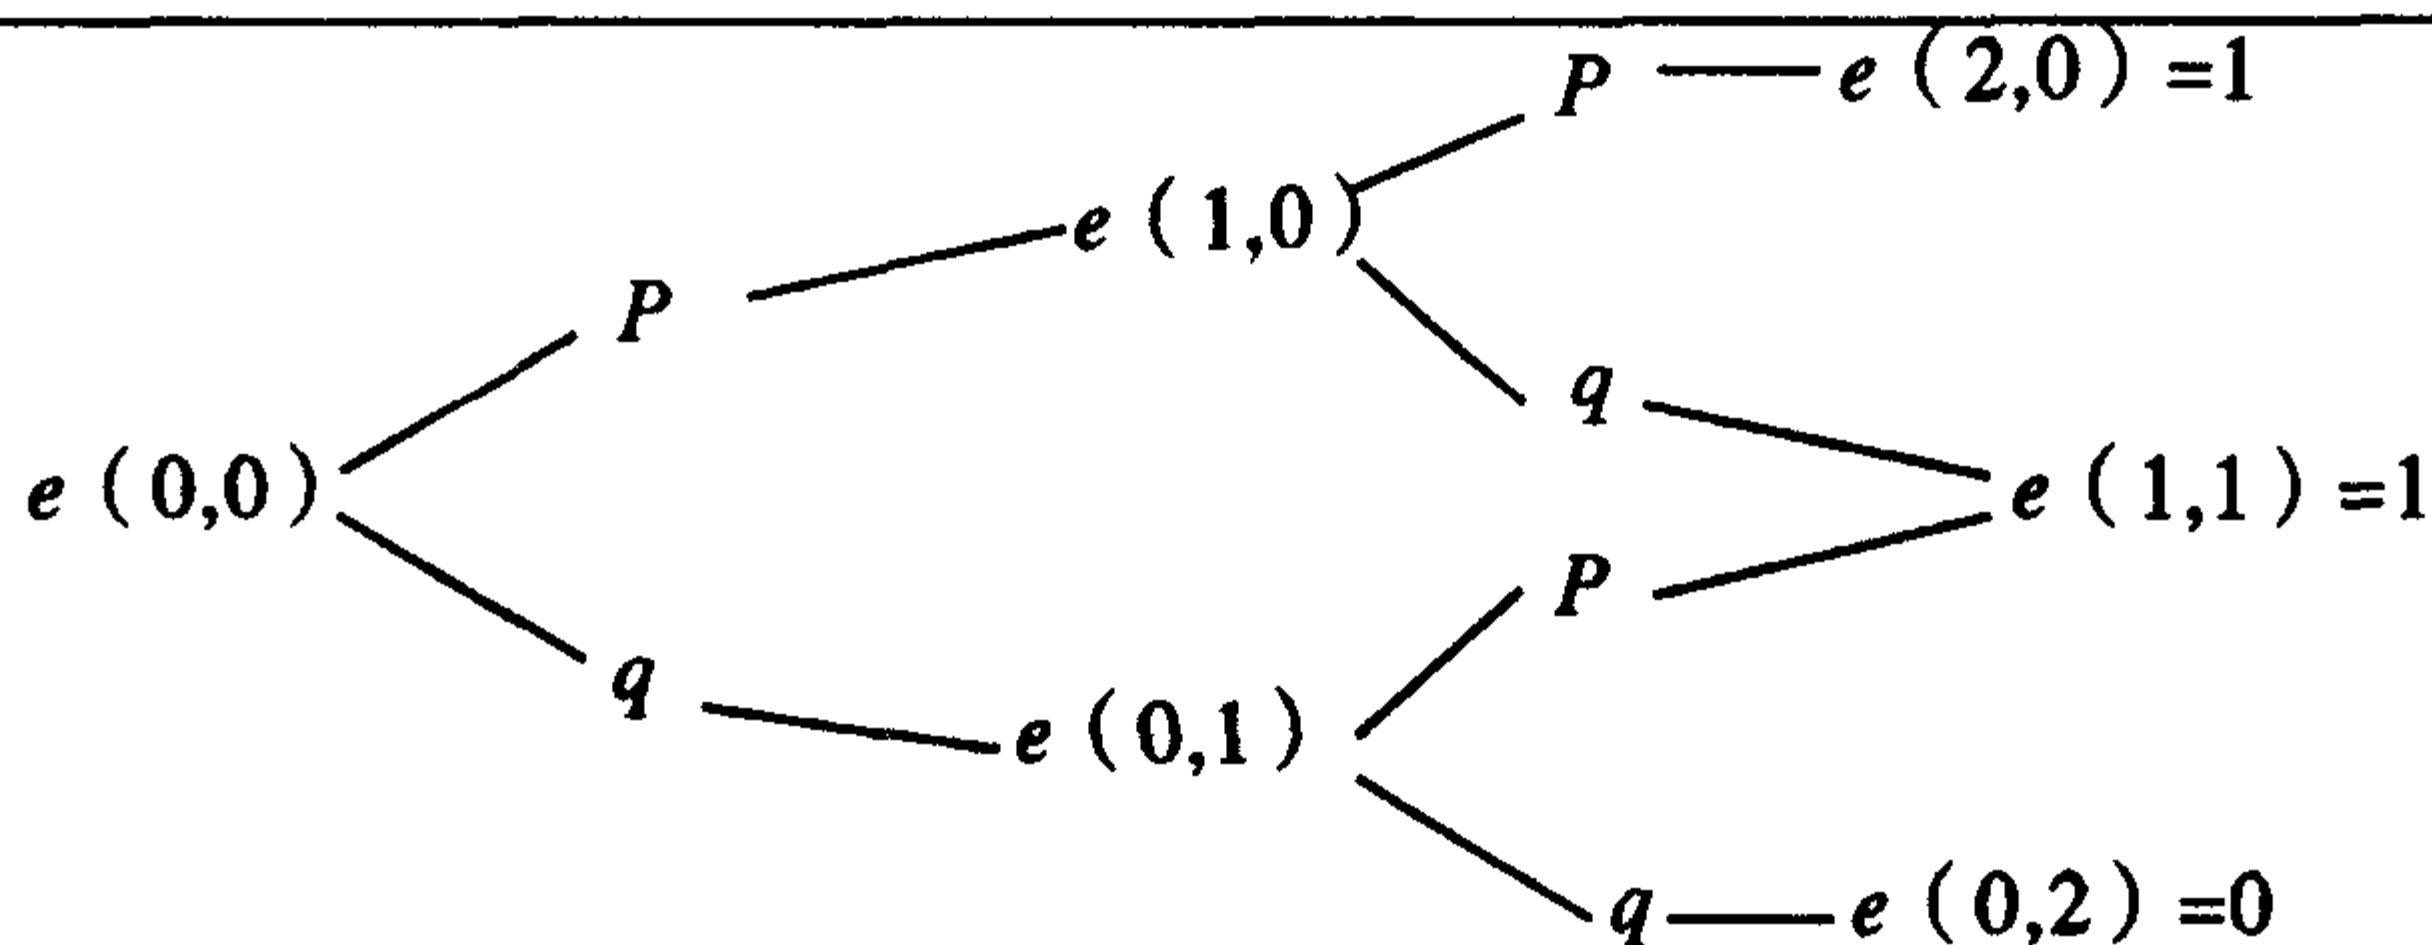 P e ( 2,0 ) =1
e ( 1,0 )
P
q
e ( 0,0 ) e ( 1,1 ) =1
P
q
e ( 0,1 )
q e ( 0,2 ) =0